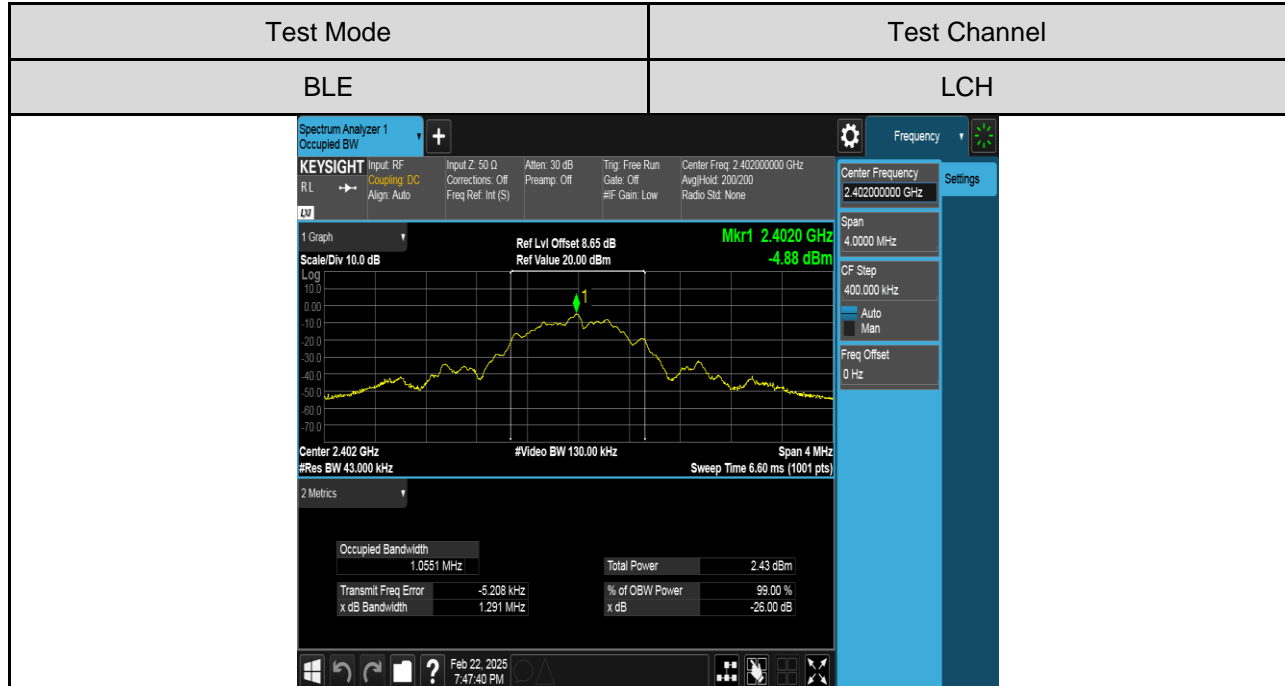 Test Mode Test Channel
BLE LCH
Spectrum Analyzer 1
Occupied BW
+
Frequency
KEYSIGHT Input: RF Input Z: 50 Ω Atten: 30 dB Trig: Free Run Center Freq: 2.402000000 GHz
RL Coupling: DC Corrections: Off Preamp: Off Gate: Off Avg|Hold: 200/200
Align: Auto Freq Ref: Int (S) #IF Gain: Low Radio Std: None
LXI
Center Frequency
2.402000000 GHz
Settings
Span
4.0000 MHz
CF Step
400.000 kHz
Auto
Man
Freq Offset
0 Hz
1 Graph Ref Lvl Offset 8.65 dB Mkr1 2.4020 GHz
Scale/Div 10.0 dB Ref Value 20.00 dBm -4.88 dBm
Log
10.0
0.00
-10.0
-20.0
-30.0
-40.0
-50.0
-60.0
-70.0
1
Center 2.402 GHz #Video BW 130.00 kHz Span 4 MHz
#Res BW 43.000 kHz Sweep Time 6.60 ms (1001 pts)
2 Metrics
Occupied Bandwidth
1.0551 MHz Total Power 2.43 dBm
Transmit Freq Error -5.208 kHz % of OBW Power 99.00 %
x dB Bandwidth 1.291 MHz x dB -26.00 dB
? Feb 22, 2025
7:47:40 PM